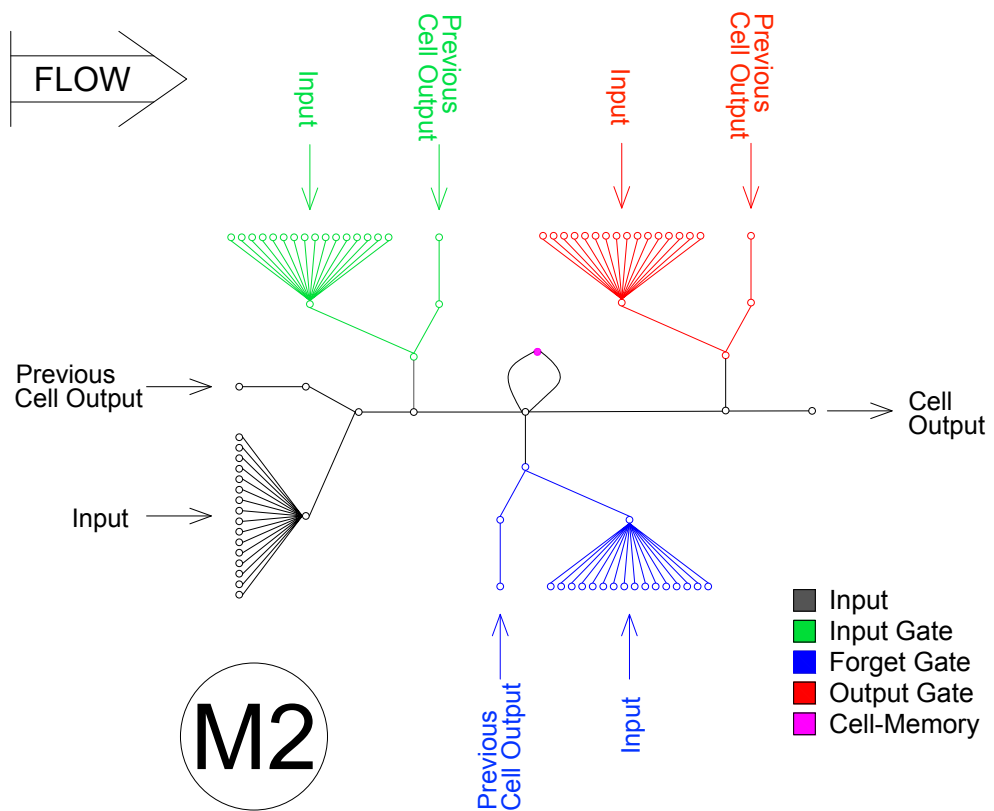 FLOW
Input
Previous
Cell Output
Input
Previous
Cell Output
Previous
Cell Output
Input
Cell
Output
Previous
Cell Output
Input
M2
Input
Input Gate
Forget Gate
Output Gate
Cell-Memory